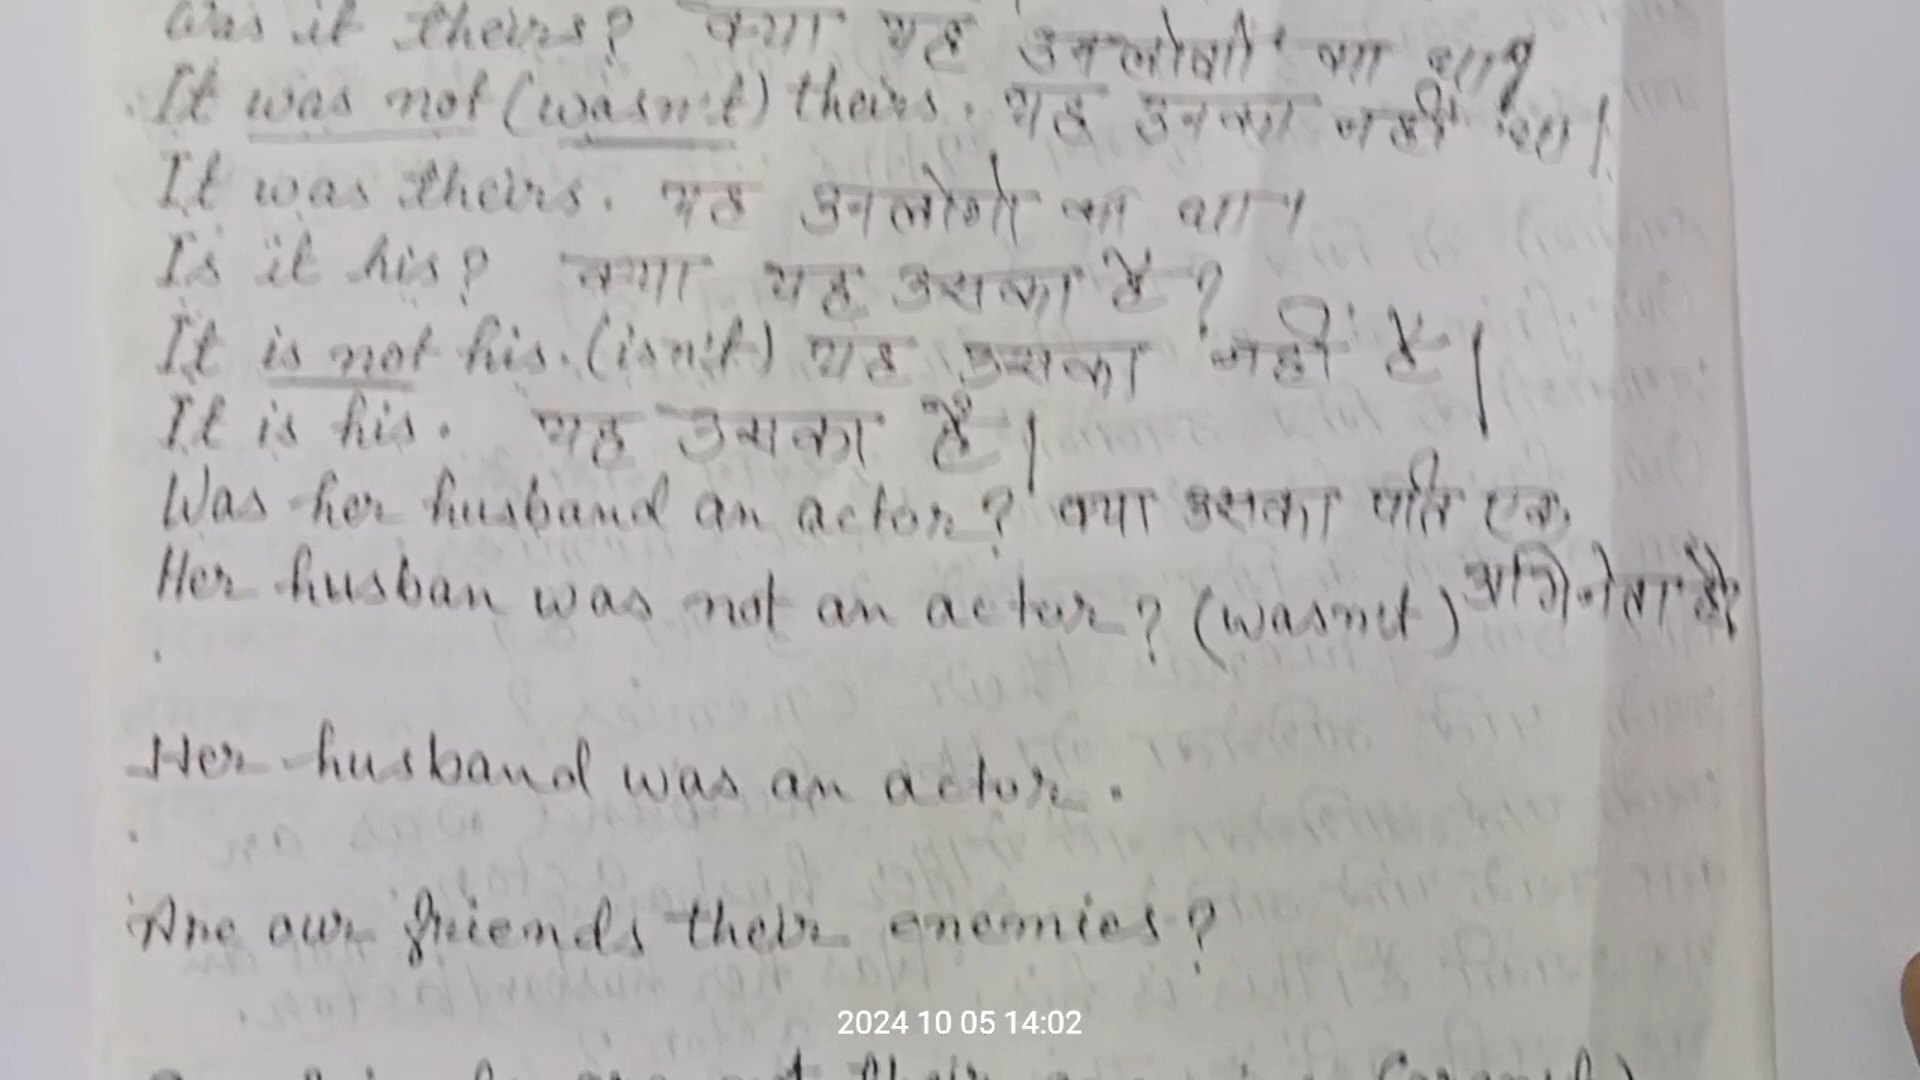 Was it theirs? क्या यह उनलोगों का था?
It was not (wasn't) theirs. यह उनका नहीं था।
It was theirs. यह उनलोगो का था।
Is it his? क्या यह उसका है?
It is not his. (isn't) यह उसका नहीं है।
It is his. यह उसका है।
Was her husband an actor? क्या उसका पति एक
अभिनेता है?
Her husban was not an actor? (wasn't)
Her husband was an actor.
Are our friends their enemies?
2024 10 05 14:02